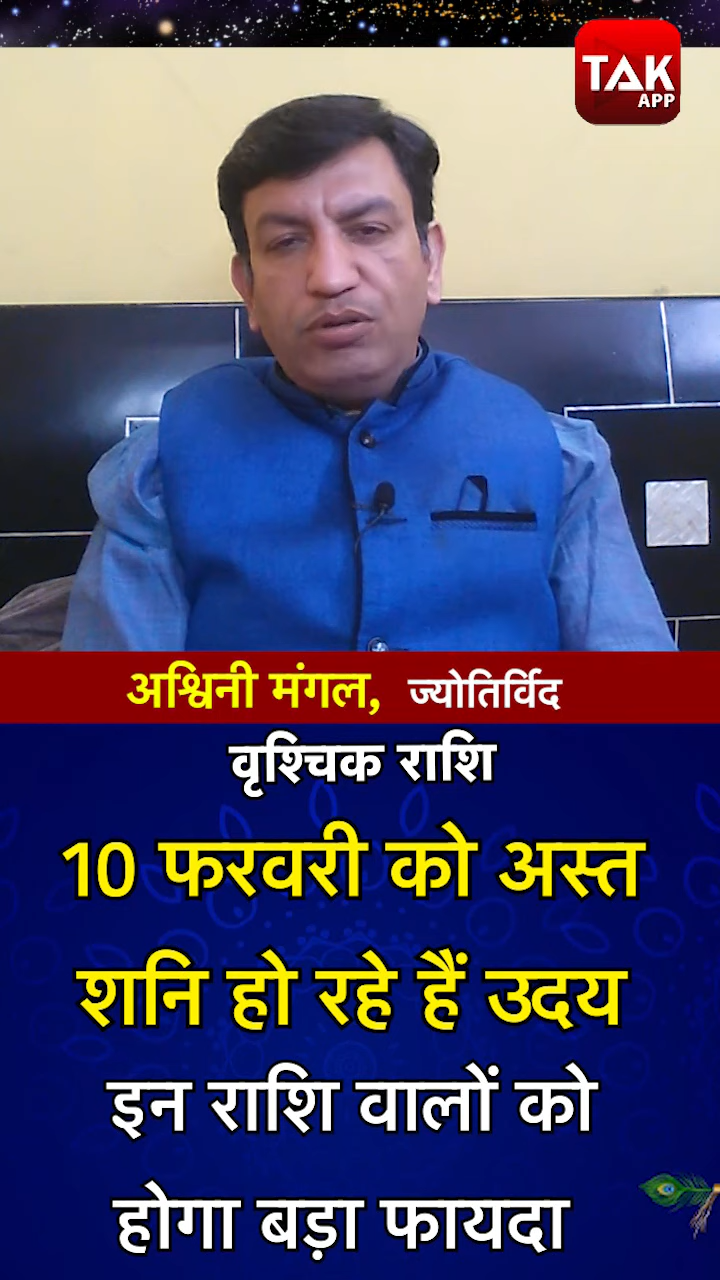 TAK
APP
अश्विनी मंगल, ज्योतिर्विद
वृश्चिक राशि
10 फरवरी को अस्त
शनि हो रहे हैं उदय
इन राशि वालों को
होगा बड़ा फायदा